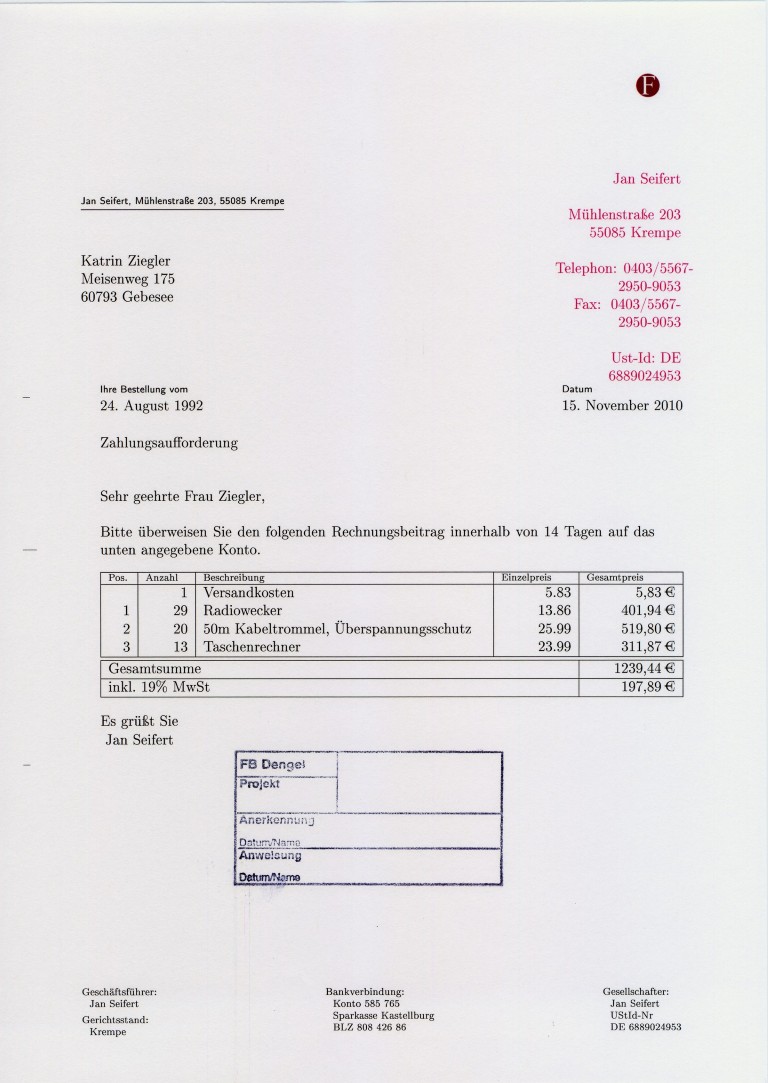 F
Jan Seifert
Mühlenstraße 203
55085 Krempe
Telephon: 0403/5567-
2950-9053
Fax: 0403/5567-
2950-9053
Ust-Id: DE
6889024953
Jan Seifert, Mühlenstraße 203, 55085 Krempe
Katrin Ziegler
Meisenweg 175
60793 Gebesee
Ihre Bestellung vom
24. August 1992
Datum
15. November 2010
Zahlungsaufforderung
Sehr geehrte Frau Ziegler,
Bitte überweisen Sie den folgenden Rechnungsbeitrag innerhalb von 14 Tagen auf das
unten angegebene Konto.
Pos. Anzahl Beschreibung Einzelpreis Gesamtpreis
1 Versandkosten 5.83 5,83 €
1 29 Radiowecker 13.86 401,94 €
2 20 50m Kabeltrommel, Überspannungsschutz 25.99 519,80 €
3 13 Taschenrechner 23.99 311,87 €
Gesamtsumme 1239,44 €
inkl. 19% MwSt 197,89 €
Es grüßt Sie
Jan Seifert
FB Dengel
Projekt
Anerkennung
Datum/Name
Anweisung
Datum/Name
Geschäftsführer:
Jan Seifert
Gerichtsstand:
Krempe
Bankverbindung:
Konto 585 765
Sparkasse Kastellburg
BLZ 808 426 86
Gesellschafter:
Jan Seifert
UStId-Nr
DE 6889024953